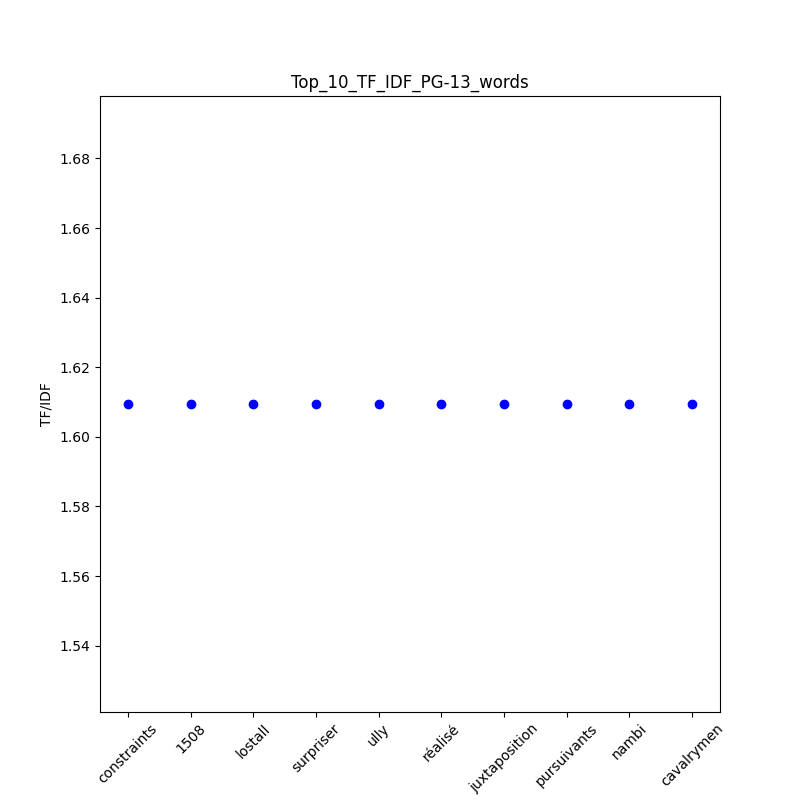 Top_10_TF_IDF_PG-13_words
1.68
1.66
1.64
1.62
1.60
1.58
1.56
1.54
TF/IDF
constraints
1508
lostall
surpriser
ully
réalisé
juxtaposition
pursuivants
nambi
cavalrymen